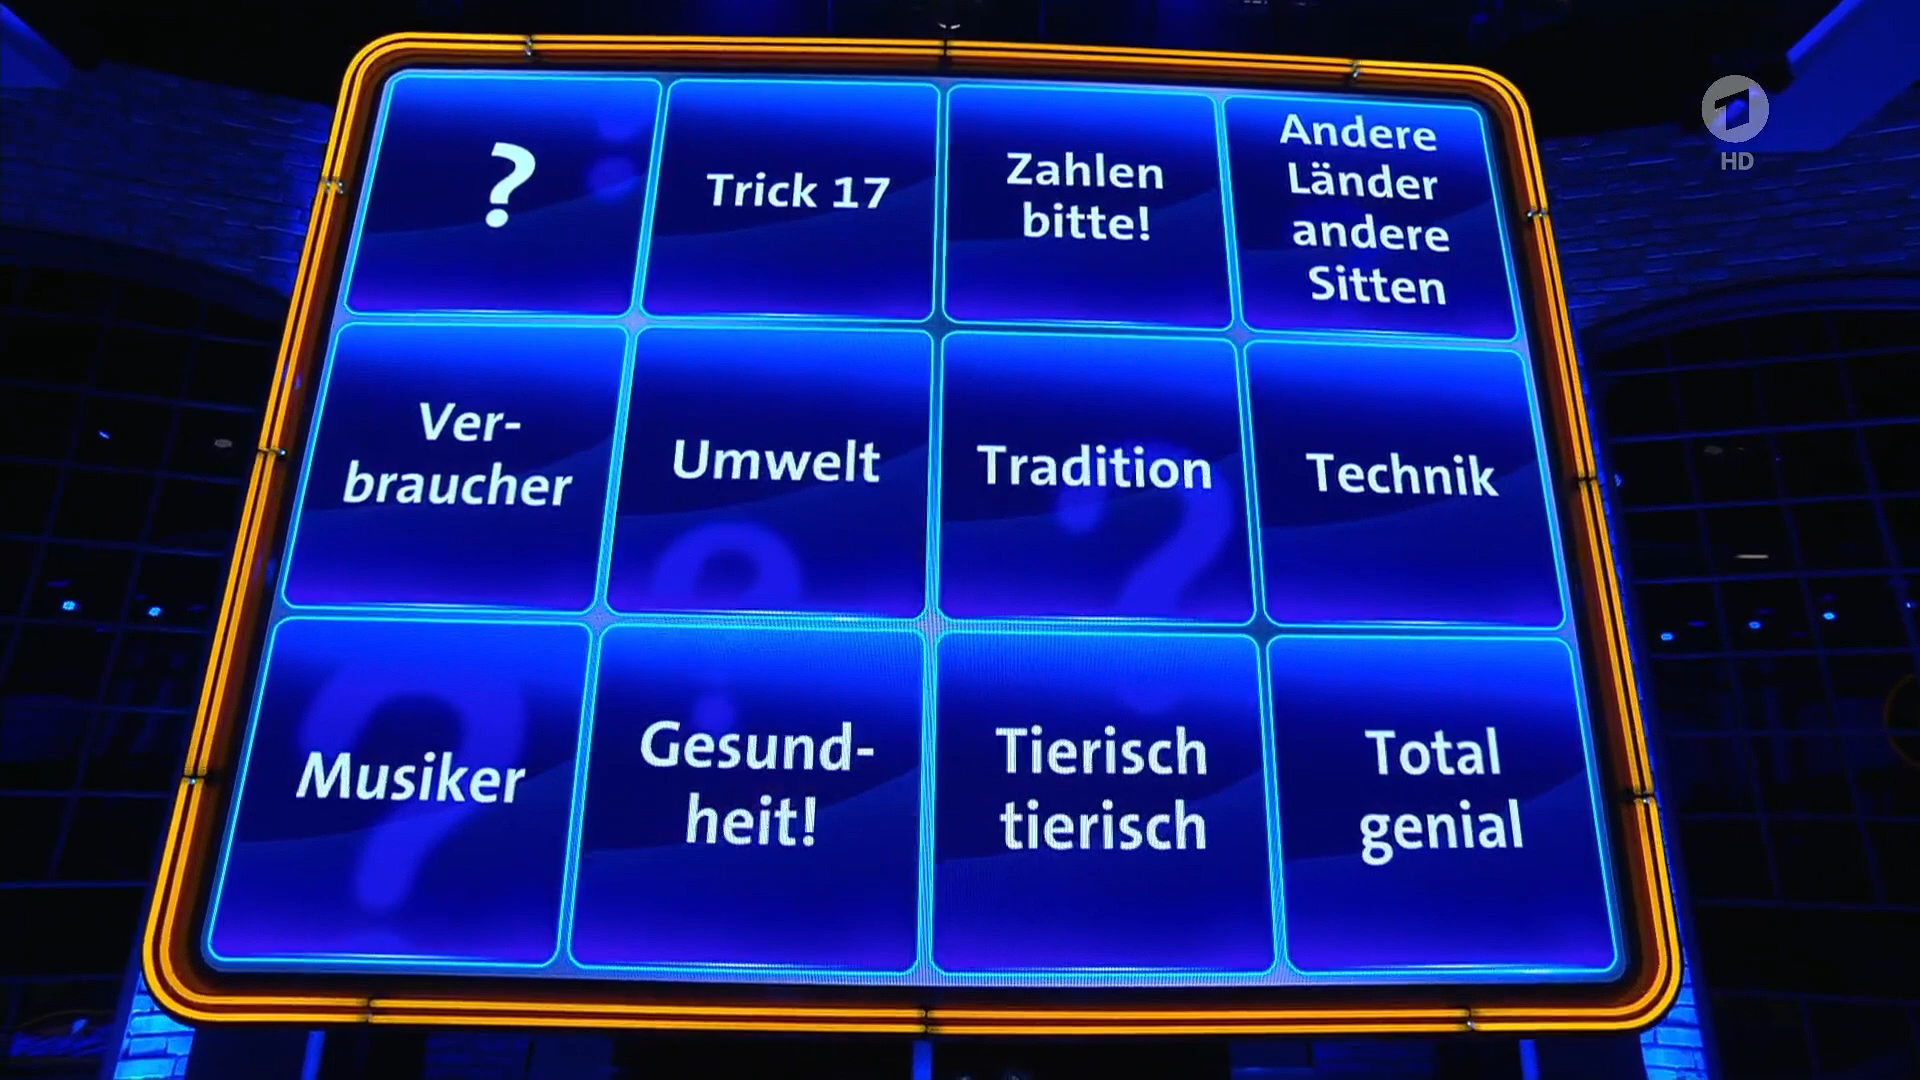 ?
Trick 17
Zahlen
bitte!
Andere
Länder
andere
Sitten
Ver-
braucher
Umwelt
Tradition
Technik
Musiker
Gesund-
heit!
Tierisch
tierisch
Total
genial
1
HD